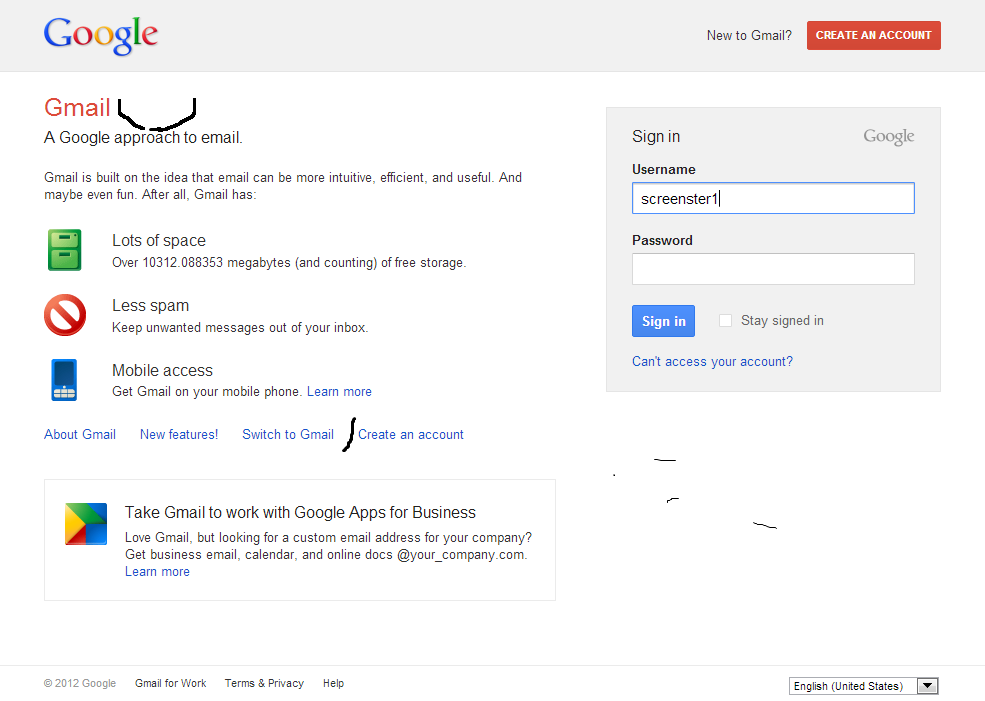 Google
New to Gmail? CREATE AN ACCOUNT
Gmail
A Google approach to email.
Gmail is built on the idea that email can be more intuitive, efficient, and useful. And
maybe even fun. After all, Gmail has:
Lots of space
Over 10312.088353 megabytes (and counting) of free storage.
Less spam
Keep unwanted messages out of your inbox.
Mobile access
Get Gmail on your mobile phone. Learn more
About Gmail New features! Switch to Gmail Create an account
Take Gmail to work with Google Apps for Business
Love Gmail, but looking for a custom email address for your company?
Get business email, calendar, and online docs @your_company.com.
Learn more
Sign in Google
Username
screenster1
Password
Sign in Stay signed in
Can't access your account?
© 2012 Google Gmail for Work Terms & Privacy Help
English (United States)